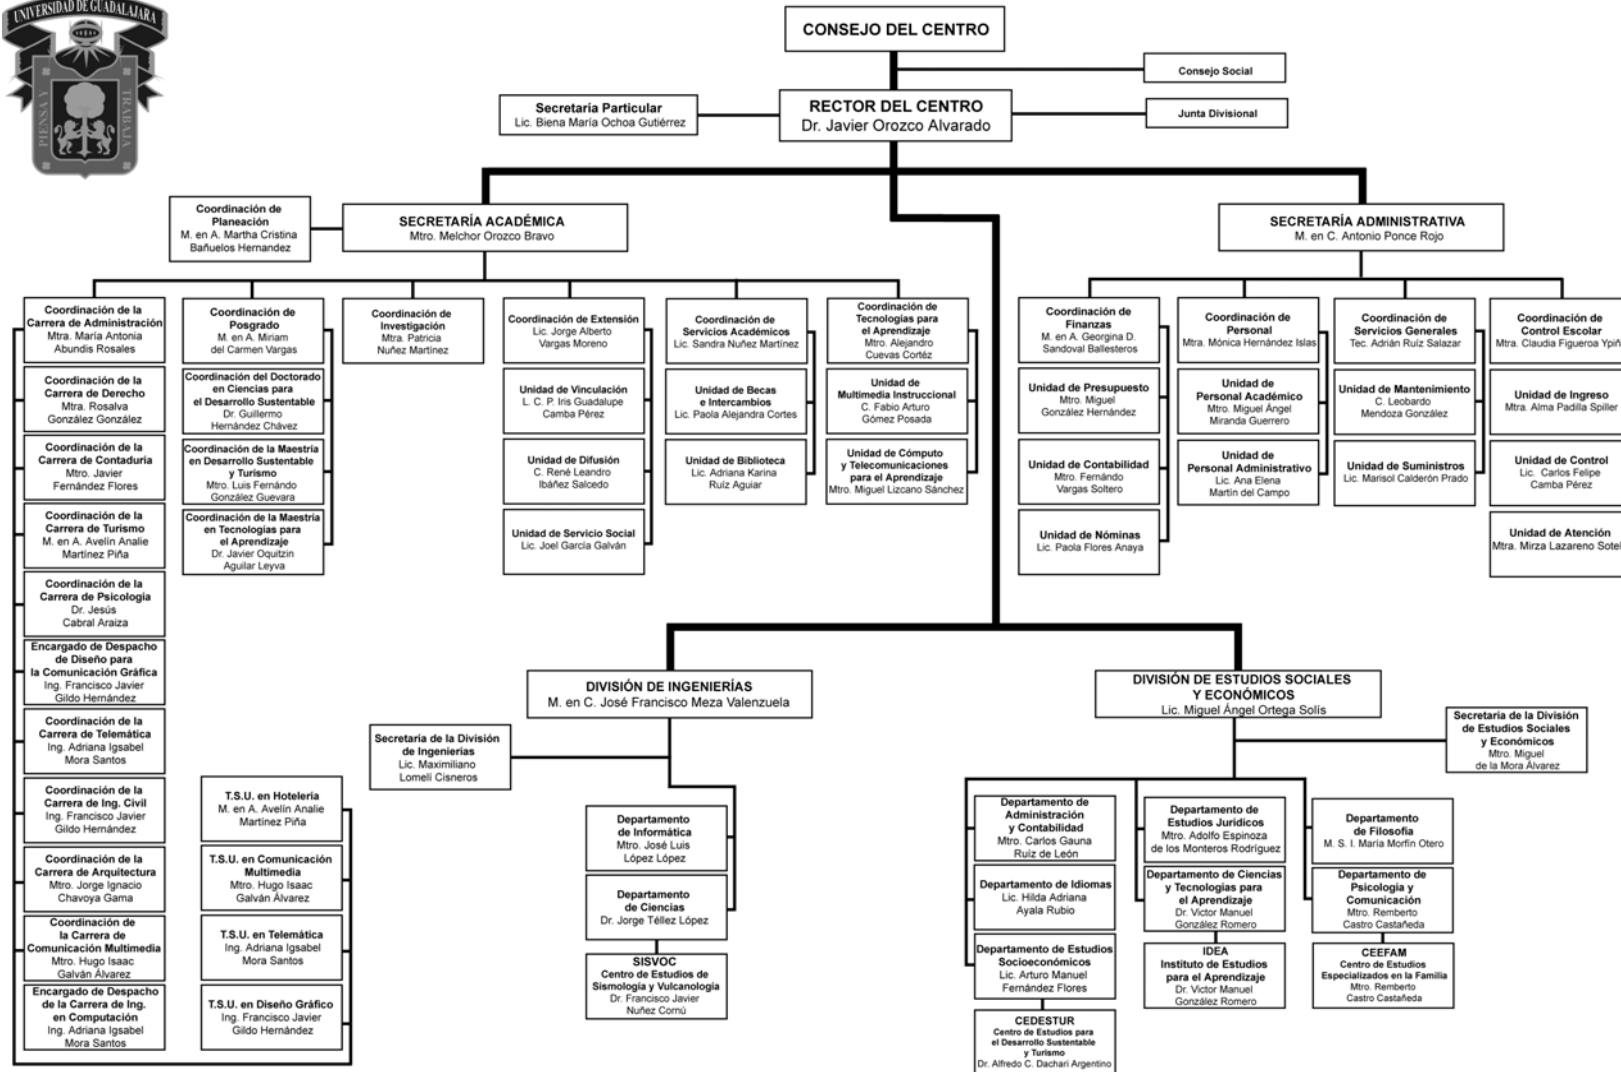 UNIVERSIDAD DE GUADALAJARA
PIENSA Y
TRABAJA
CONSEJO DEL CENTRO
Consejo Social
Secretaría Particular
Lic. Biena María Ochoa Gutiérrez
RECTOR DEL CENTRO
Dr. Javier Orozco Alvarado
Junta Divisional
Coordinación de
Planeación
M. en A. Martha Cristina
Bañuelos Hernandez
SECRETARÍA ACADÉMICA
Mtro. Melchor Orozco Bravo
SECRETARÍA ADMINISTRATIVA
M. en C. Antonio Ponce Rojo
Coordinación de la
Carrera de Administración
Mtra. María Antonia
Abundis Rosales
Coordinación de la
Carrera de Derecho
Mtra. Rosalva
González González
Coordinación de la
Carrera de Contaduría
Mtro. Javier
Fernández Flores
Coordinación de la
Carrera de Turismo
M. en A. Avelín Analie
Martínez Piña
Coordinación de la
Carrera de Psicología
Dr. Jesús
Cabral Araiza
Encargado de Despacho
de Diseño para
la Comunicación Gráfica
Ing. Francisco Javier
Gildo Hernández
Coordinación de la
Carrera de Telemática
Ing. Adriana Igsabel
Mora Santos
Coordinación de la
Carrera de Ing. Civil
Ing. Francisco Javier
Gildo Hernández
Coordinación de la
Carrera de Arquitectura
Mtro. Jorge Ignacio
Chavoya Gama
Coordinación de
la Carrera de
Comunicación Multimedia
Mtro. Hugo Isaac
Galván Álvarez
Encargado de Despacho
de la Carrera de Ing.
en Computación
Ing. Adriana Igsabel
Mora Santos
T.S.U. en Hotelería
M. en A. Avelín Analie
Martínez Piña
T.S.U. en Comunicación
Multimedia
Mtro. Hugo Isaac
Galván Álvarez
T.S.U. en Telemática
Ing. Adriana Igsabel
Mora Santos
T.S.U. en Diseño Gráfico
Ing. Francisco Javier
Gildo Hernández
Coordinación de
Posgrado
M. en A. Miriam
del Carmen Vargas
Coordinación del Doctorado
en Ciencias para
el Desarrollo Sustentable
Dr. Guillermo
Hernández Chávez
Coordinación de la Maestría
en Desarrollo Sustentable
y Turismo
Mtro. Luis Fernándo
González Guevara
Coordinación de la Maestría
en Tecnologías para
el Aprendizaje
Dr. Javier Oquitzin
Aguilar Leyva
Coordinación de
Investigación
Mtra. Patricia
Nuñez Martínez
Coordinación de Extensión
Lic. Jorge Alberto
Vargas Moreno
Unidad de Vinculación
L. C. P. Iris Guadalupe
Camba Pérez
Unidad de Difusión
C. René Leandro
Ibáñez Salcedo
Unidad de Servicio Social
Lic. Joel García Galván
Coordinación de
Servicios Académicos
Lic. Sandra Nuñez Martínez
Unidad de Becas
e Intercambios
Lic. Paola Alejandra Cortes
Unidad de Biblioteca
Lic. Adriana Karina
Ruíz Aguiar
Coordinación de
Tecnologías para
el Aprendizaje
Mtro. Alejandro
Cuevas Cortéz
Unidad de
Multimedia Instruccional
C. Fabio Arturo
Gómez Posada
Unidad de Cómputo
y Telecomunicaciones
para el Aprendizaje
Mtro. Miguel Lizcano Sánchez
Coordinación de
Finanzas
M. en A. Georgina D.
Sandoval Ballesteros
Unidad de Presupuesto
Mtro. Miguel
González Hernández
Unidad de Contabilidad
Mtro. Fernándo
Vargas Soltero
Unidad de Nóminas
Lic. Paola Flores Anaya
Coordinación de
Personal
Mtra. Mónica Hernández Islas
Unidad de
Personal Académico
Mtro. Miguel Ángel
Miranda Guerrero
Unidad de
Personal Administrativo
Lic. Ana Elena
Martín del Campo
Coordinación de
Servicios Generales
Tec. Adrián Ruíz Salazar
Unidad de Mantenimiento
C. Leobardo
Mendoza González
Unidad de Suministros
Lic. Marisol Calderón Prado
Coordinación de
Control Escolar
Mtra. Claudia Figueroa Ypiñ
Unidad de Ingreso
Mtra. Alma Padilla Spiller
Unidad de Control
Lic. Carlos Felipe
Camba Pérez
Unidad de Atención
Mtra. Mirza Lazareno Sotel
DIVISIÓN DE INGENIERÍAS
M. en C. José Francisco Meza Valenzuela
Secretaria de la División
de Ingenierías
Lic. Maximiliano
Lomelí Cisneros
Departamento
de Informática
Mtro. José Luis
López López
Departamento
de Ciencias
Dr. Jorge Téllez López
SISVOC
Centro de Estudios de
Sismología y Vulcanología
Dr. Francisco Javier
Nuñez Cornú
DIVISIÓN DE ESTUDIOS SOCIALES
Y ECONÓMICOS
Lic. Miguel Ángel Ortega Solís
Secretaria de la División
de Estudios Sociales
y Económicos
Mtro. Miguel
de la Mora Álvarez
Departamento de
Administración
y Contabilidad
Mtro. Carlos Gauna
Ruíz de León
Departamento de Idiomas
Lic. Hilda Adriana
Ayala Rubio
Departamento de Estudios
Socioeconómicos
Lic. Arturo Manuel
Fernández Flores
CEDESTUR
Centro de Estudios para
el Desarrollo Sustentable
y Turismo
Dr. Alfredo C. Dachari Argentino
Departamento de
Estudios Jurídicos
Mtro. Adolfo Espinoza
de los Monteros Rodríguez
Departamento de Ciencias
y Tecnologías para
el Aprendizaje
Dr. Victor Manuel
González Romero
IDEA
Instituto de Estudios
para el Aprendizaje
Dr. Victor Manuel
González Romero
Departamento
de Filosofía
M. S. I. María Morfín Otero
Departamento de
Psicología y
Comunicación
Mtro. Remberto
Castro Castañeda
CEEFAM
Centro de Estudios
Especializados en la Familia
Mtro. Remberto
Castro Castañeda